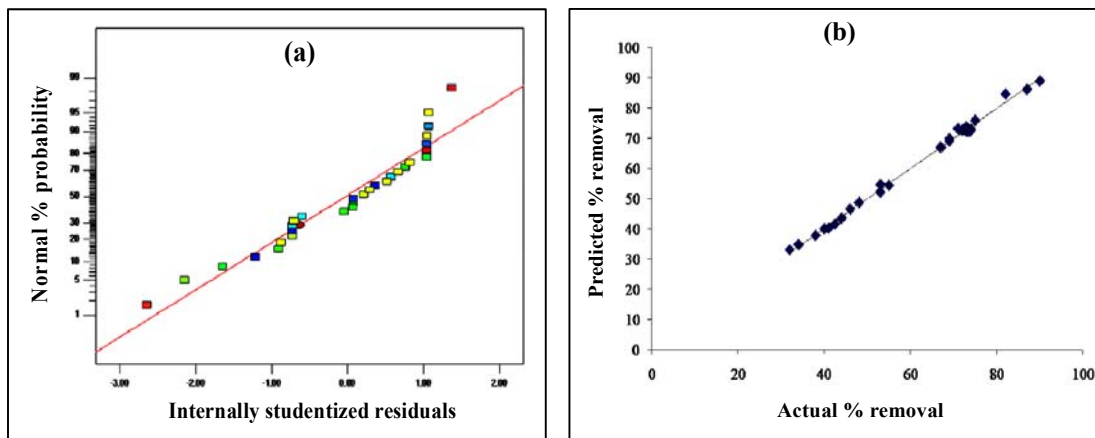 (a)
Normal % probability
99
95
90
80
70
50
30
20
10
5
1
-3.00 -2.00 -1.00 0.00 1.00 2.00
Internally studentized residuals
(b)
Predicted % removal
100
90
80
70
60
50
40
30
20
10
0
0 20 40 60 80 100
Actual % removal